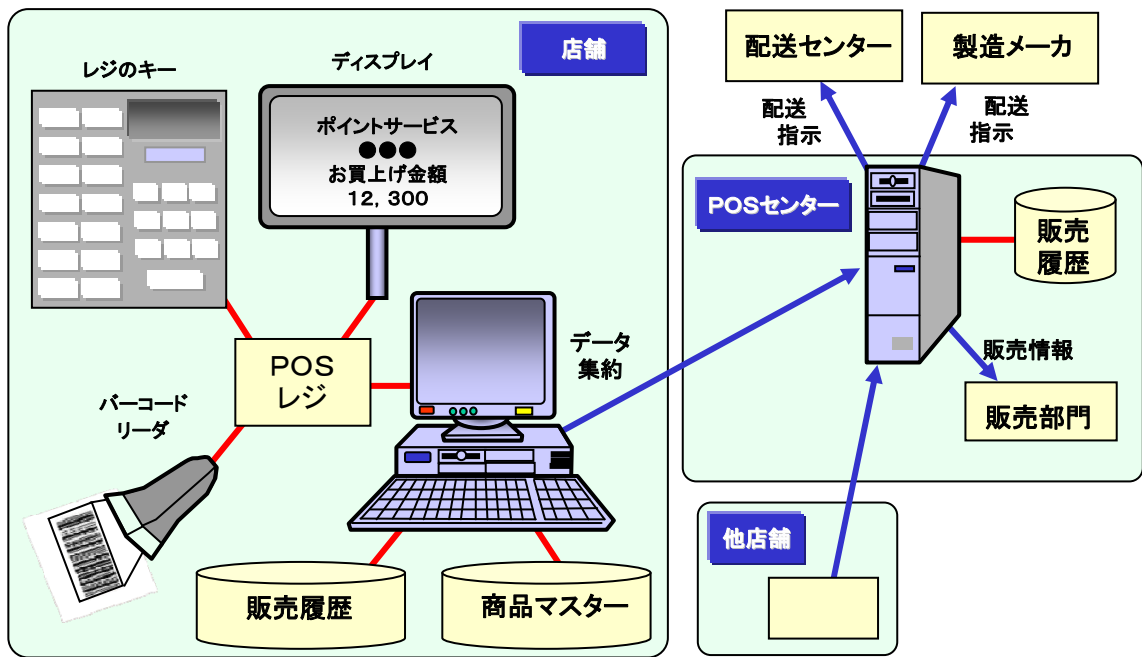 店舗
レジのキー
ディスプレイ
ポイントサービス
●●●
お買上げ金額
12，300
POS
レジ
データ
集約
バーコード
リーダ
販売履歴
商品マスター
配送センター
製造メーカ
配送
指示
配送
指示
POSセンター
販売
履歴
販売情報
販売部門
他店舗